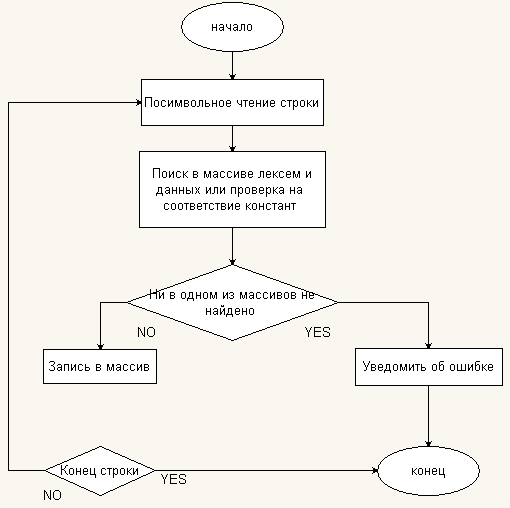 начало
Посимвольное чтение строки
Поиск в массиве лексем и
данных или проверка на
соответствие констант
Ни в одном из массивов не
найдено
NO
YES
Запись в массив
Уведомить об ошибке
Конец строки
YES
конец
NO